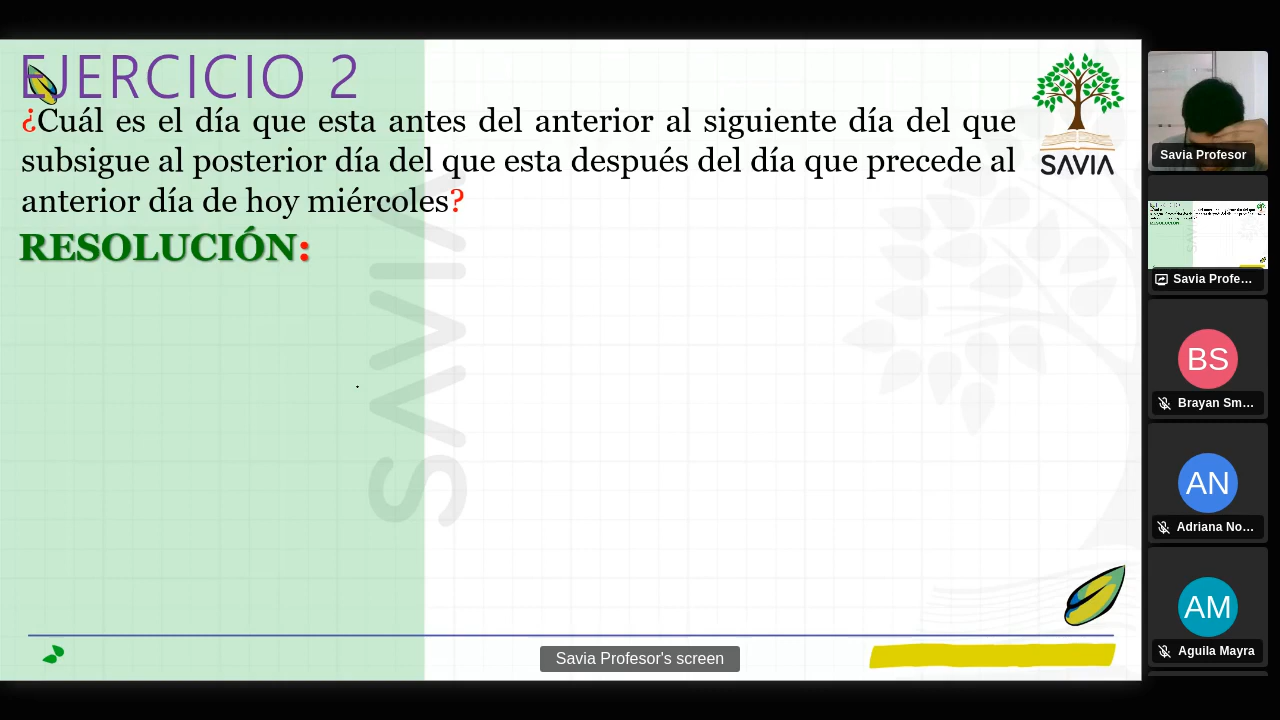 EJERCICIO 2
¿Cuál es el día que esta antes del anterior al siguiente día del que
subsigue al posterior día del que esta después del día que precede al
anterior día de hoy miércoles?
RESOLUCIÓN:
SAVIA
SAVIA
Savia Profesor's screen
Savia Profesor
Savia Profe...
BS
Brayan Sm...
AN
Adriana No...
AM
Aguila Mayra